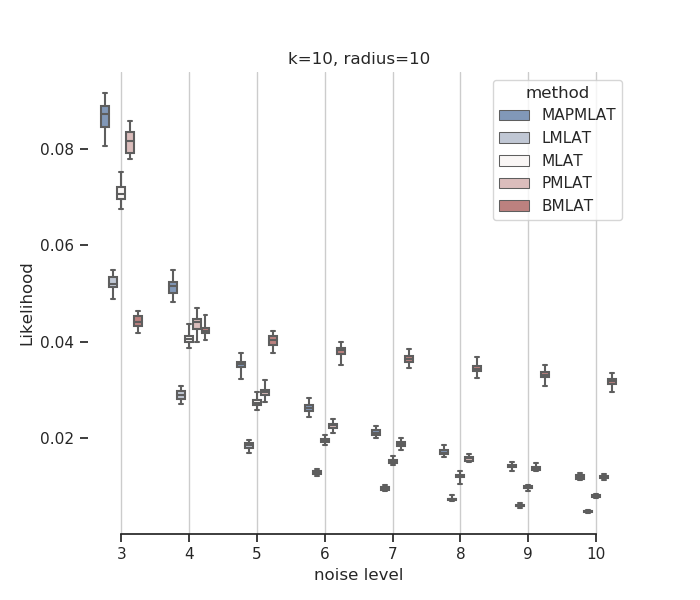 k=10, radius=10
method
MAPMLAT
LMLAT
MLAT
PMLAT
BMLAT
Likelihood
0.08
0.06
0.04
0.02
3 4 5 6 7 8 9 10
noise level